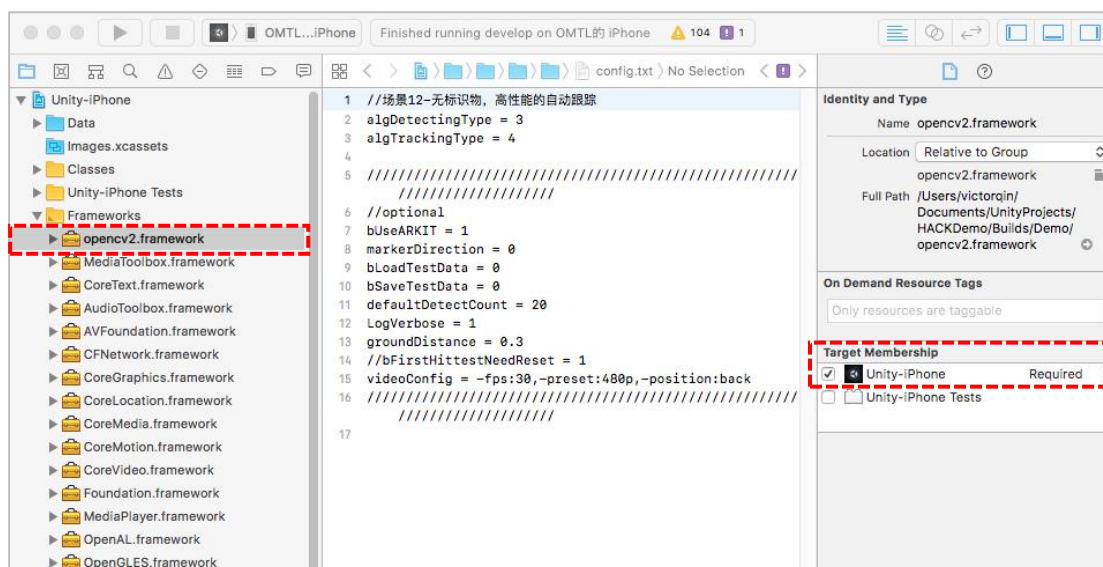 OMTL...iPhone
Finished running develop on OMTL的 iPhone
104
1
config.txt
No Selection
Unity-iPhone
Data
Images.xcassets
Classes
Unity-iPhone Tests
Frameworks
opencv2.framework
MediaToolbox.framework
CoreText.framework
AudioToolbox.framework
AVFoundation.framework
CFNetwork.framework
CoreGraphics.framework
CoreLocation.framework
CoreMedia.framework
CoreMotion.framework
CoreVideo.framework
Foundation.framework
MediaPlayer.framework
OpenAL.framework
OpenGLES.framework
1 //场景12-无标识物，高性能的自动跟踪
2 algDetectingType = 3
3 algTrackingType = 4
4
5 ///////////////////////////////////////////////////////
////////////////////
6 //optional
7 bUseARKIT = 1
8 markerDirection = 0
9 bLoadTestData = 0
10 bSaveTestData = 0
11 defaultDetectCount = 20
12 LogVerbose = 1
13 groundDistance = 0.3
14 //bFirstHittestNeedReset = 1
15 videoConfig = -fps:30,-preset:480p,-position:back
16 ///////////////////////////////////////////////////////
////////////////////
17
Identity and Type
Name opencv2.framework
Location Relative to Group
opencv2.framework
Full Path /Users/victorqin/
Documents/UnityProjects/
HACKDemo/Builds/Demo/
opencv2.framework
On Demand Resource Tags
Only resources are taggable
Target Membership
Unity-iPhone Required
Unity-iPhone Tests